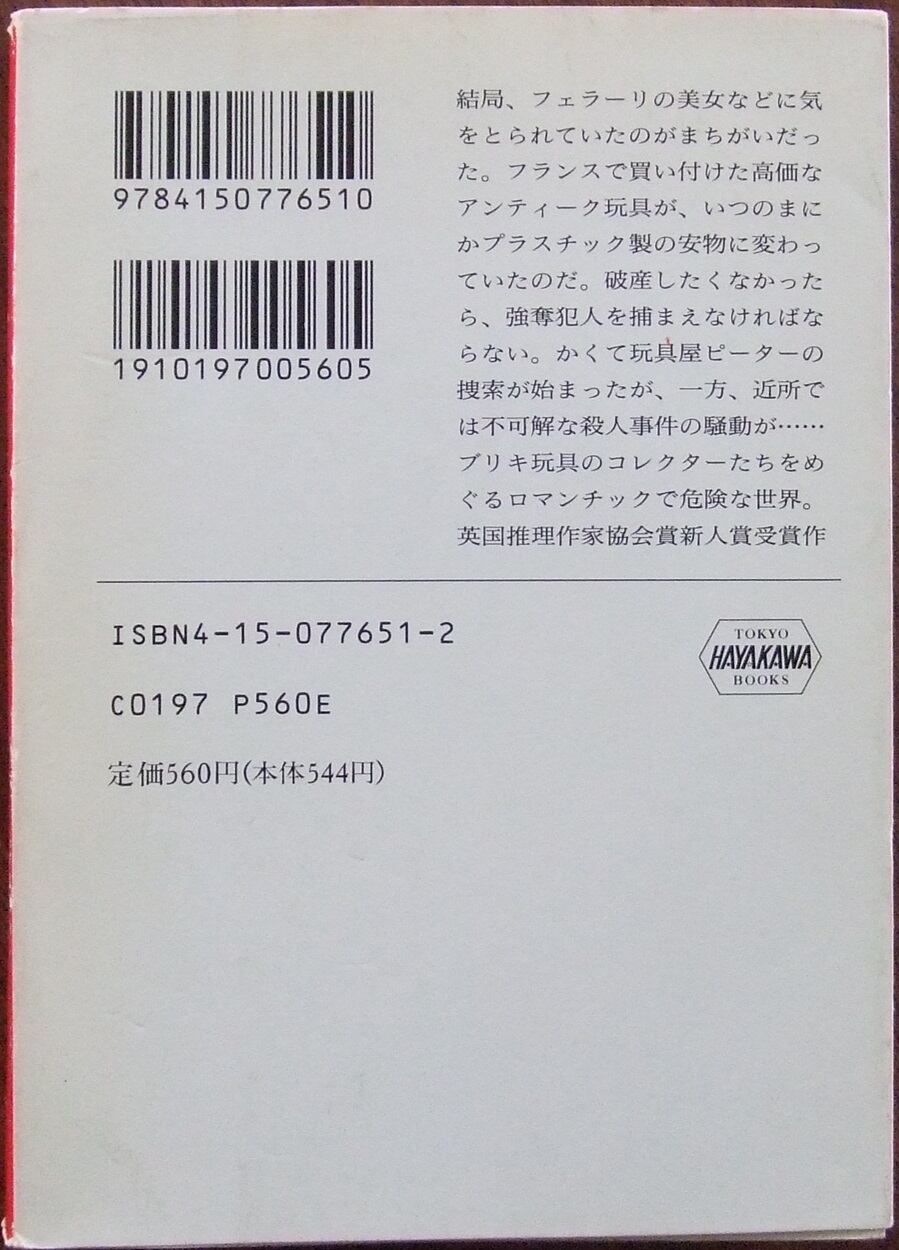 9784150776510
1910197005605
結局、フェラーリの美女などに気
をとられていたのがまちがいだっ
た。フランスで買い付けた高価な
アンティーク玩具が、いつのまに
かプラスチック製の安物に変わっ
ていたのだ。破産したくなかった
ら、強奪犯人を捕まえなければな
らない。かくて玩具屋ピーターの
捜索が始まったが、一方、近所で
は不可解な殺人事件の騒動が……
ブリキ玩具のコレクターたちをめ
ぐるロマンチックで危険な世界。
英国推理作家協会賞新人賞受賞作
ISBN4-15-077651-2
C0197 P560E
定価560円(本体544円)
TOKYO
HAYAKAWA
BOOKS